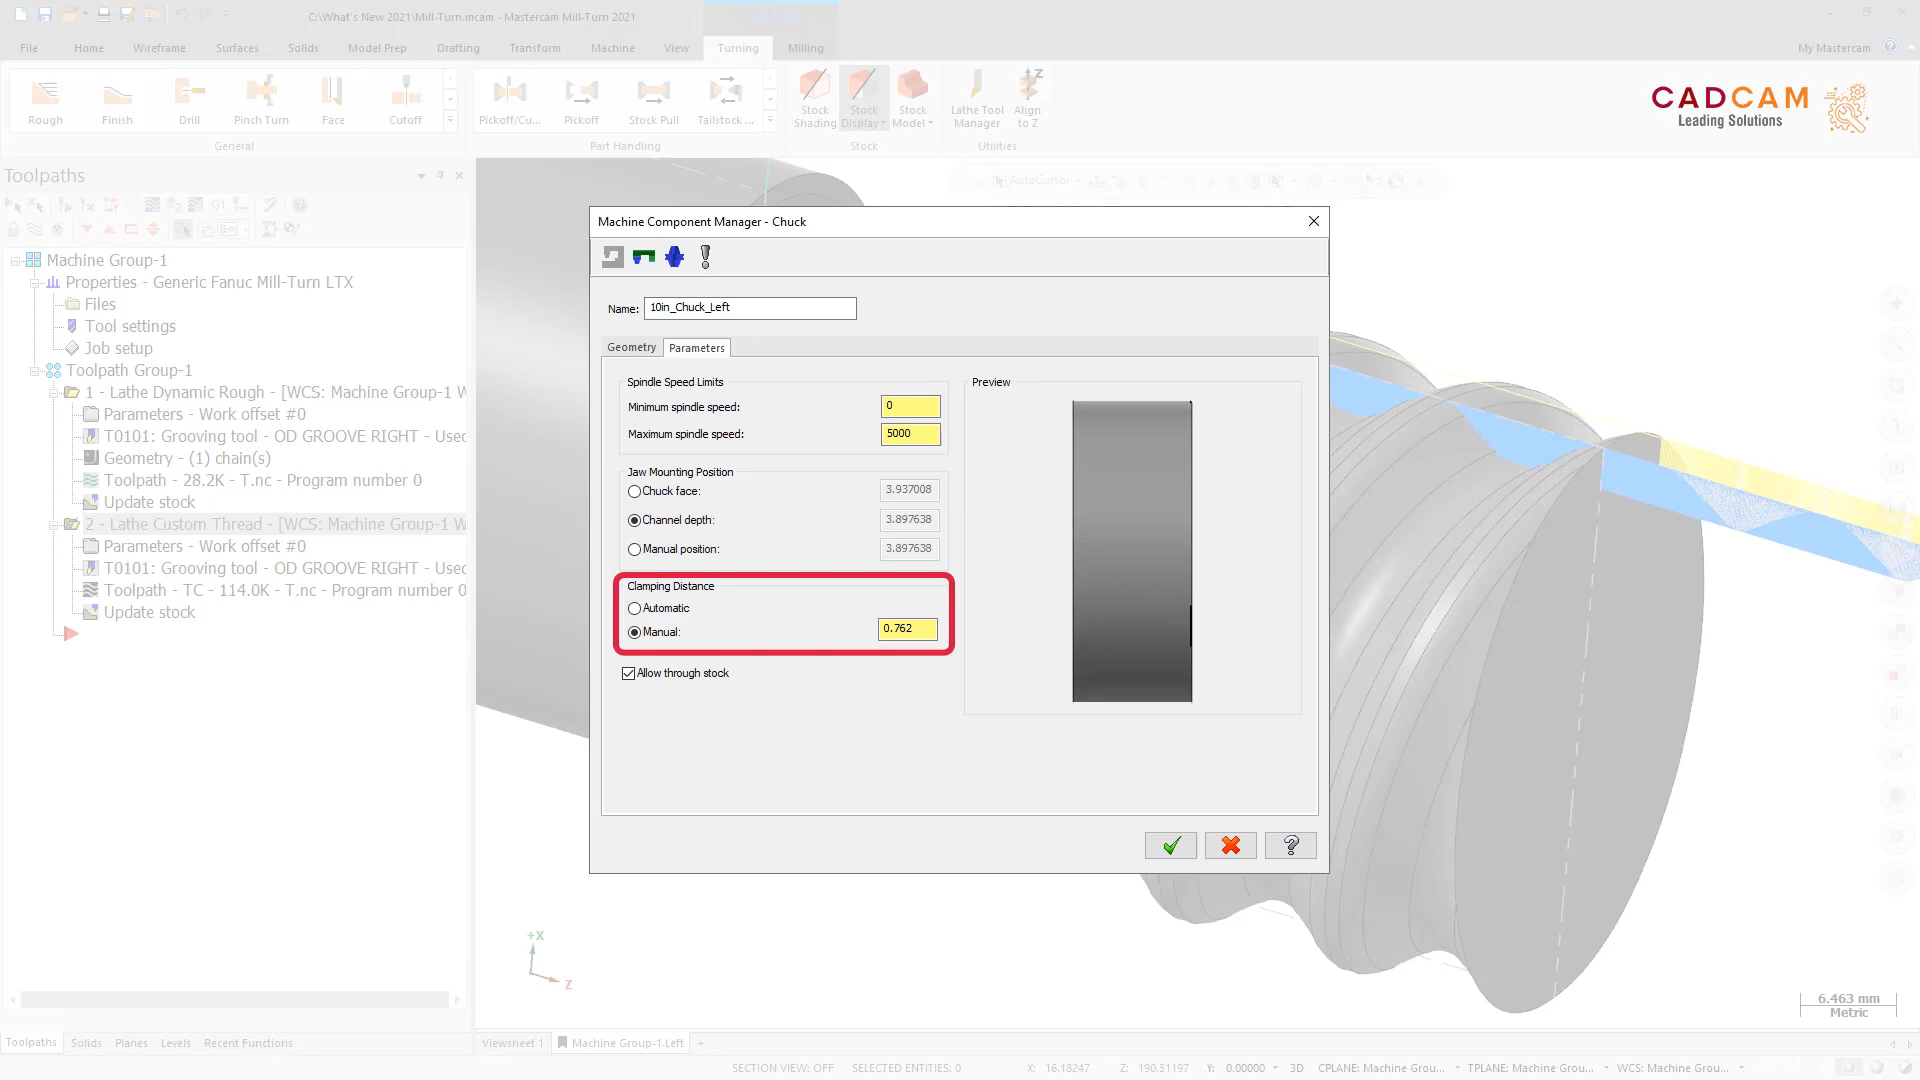 C:\What's New 2021\Mill-Turn.mcam - Mastercam Mill-Turn 2021
File Home Wireframe Surfaces Solids Model Prep Drafting Transform Machine View Turning Milling My Mastercam
Rough Finish Drill Pinch Turn Face Cutoff
General
Pickoff/Cu... Pickoff Stock Pull Tailstock ...
Part Handling
Stock Shading Stock Display Stock Model
Stock
Lathe Tool Manager Align to Z
Utilities
CADCAM
Leading Solutions
Toolpaths
G1
AutoCursor
Machine Group-1
Properties - Generic Fanuc Mill-Turn LTX
Files
Tool settings
Job setup
Toolpath Group-1
1 - Lathe Dynamic Rough - [WCS: Machine Group-1 W
Parameters - Work offset #0
T0101: Grooving tool - OD GROOVE RIGHT - Used
Geometry - (1) chain(s)
Toolpath - 28.2K - T.nc - Program number 0
Update stock
2 - Lathe Custom Thread - [WCS: Machine Group-1 W
Parameters - Work offset #0
T0101: Grooving tool - OD GROOVE RIGHT - Used
Toolpath - TC - 114.0K - T.nc - Program number 0
Update stock
Machine Component Manager - Chuck
Name: 10in_Chuck_Left
Geometry Parameters
Spindle Speed Limits
Minimum spindle speed: 0
Maximum spindle speed: 5000
Jaw Mounting Position
Chuck face: 3.937008
Channel depth: 3.897638
Manual position: 3.897638
Clamping Distance
Automatic
Manual: 0.762
Allow through stock
Preview
+X
Z
6.463 mm
Metric
Toolpaths Solids Planes Levels Recent Functions
Viewsheet 1 Machine Group-1.Left +
SECTION VIEW: OFF SELECTED ENTITIES: 0 X: 16.18247 Z: 190.51197 Y: 0.00000 3D CPLANE: Machine Grou... TPLANE: Machine Grou... WCS: Machine Grou...